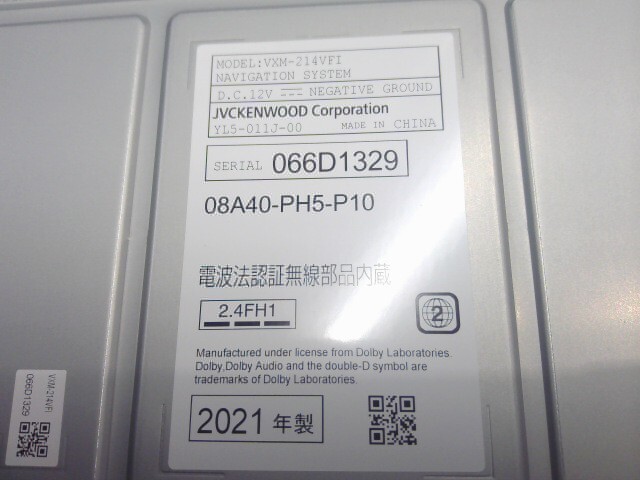 MODEL:VXM-214VFI
NAVIGATION SYSTEM
D.C.12V NEGATIVE GROUND
JVCKENWOOD Corporation
YL5-011J-00 MADE IN CHINA
SERIAL 066D1329
08A40-PH5-P10
電波法認証無線部品内蔵
2.4FH1
2
Manufactured under license from Dolby Laboratories.
Dolby,Dolby Audio and the double-D symbol are
trademarks of Dolby Laboratories.
2021 年製
VXM-214VFI
066D1329